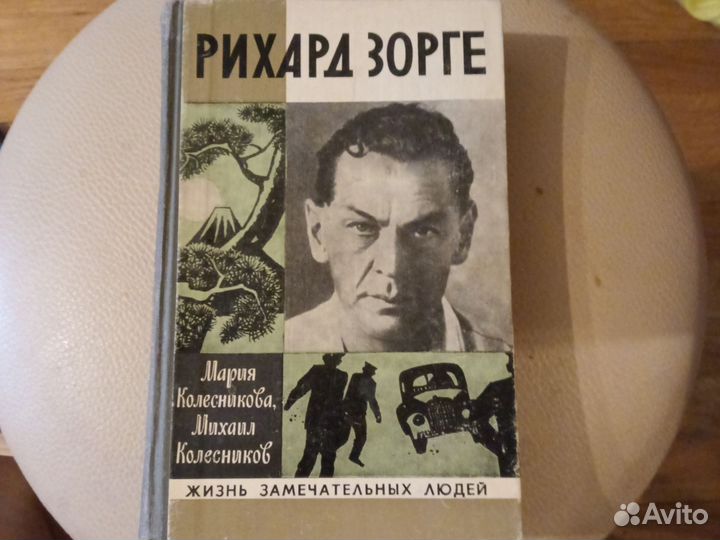 РИХАРД ЗОРГЕ
Мария
Колесникова,
Михаил
Колесников
ЖИЗНЬ ЗАМЕЧАТЕЛЬНЫХ ЛЮДЕЙ
Avito